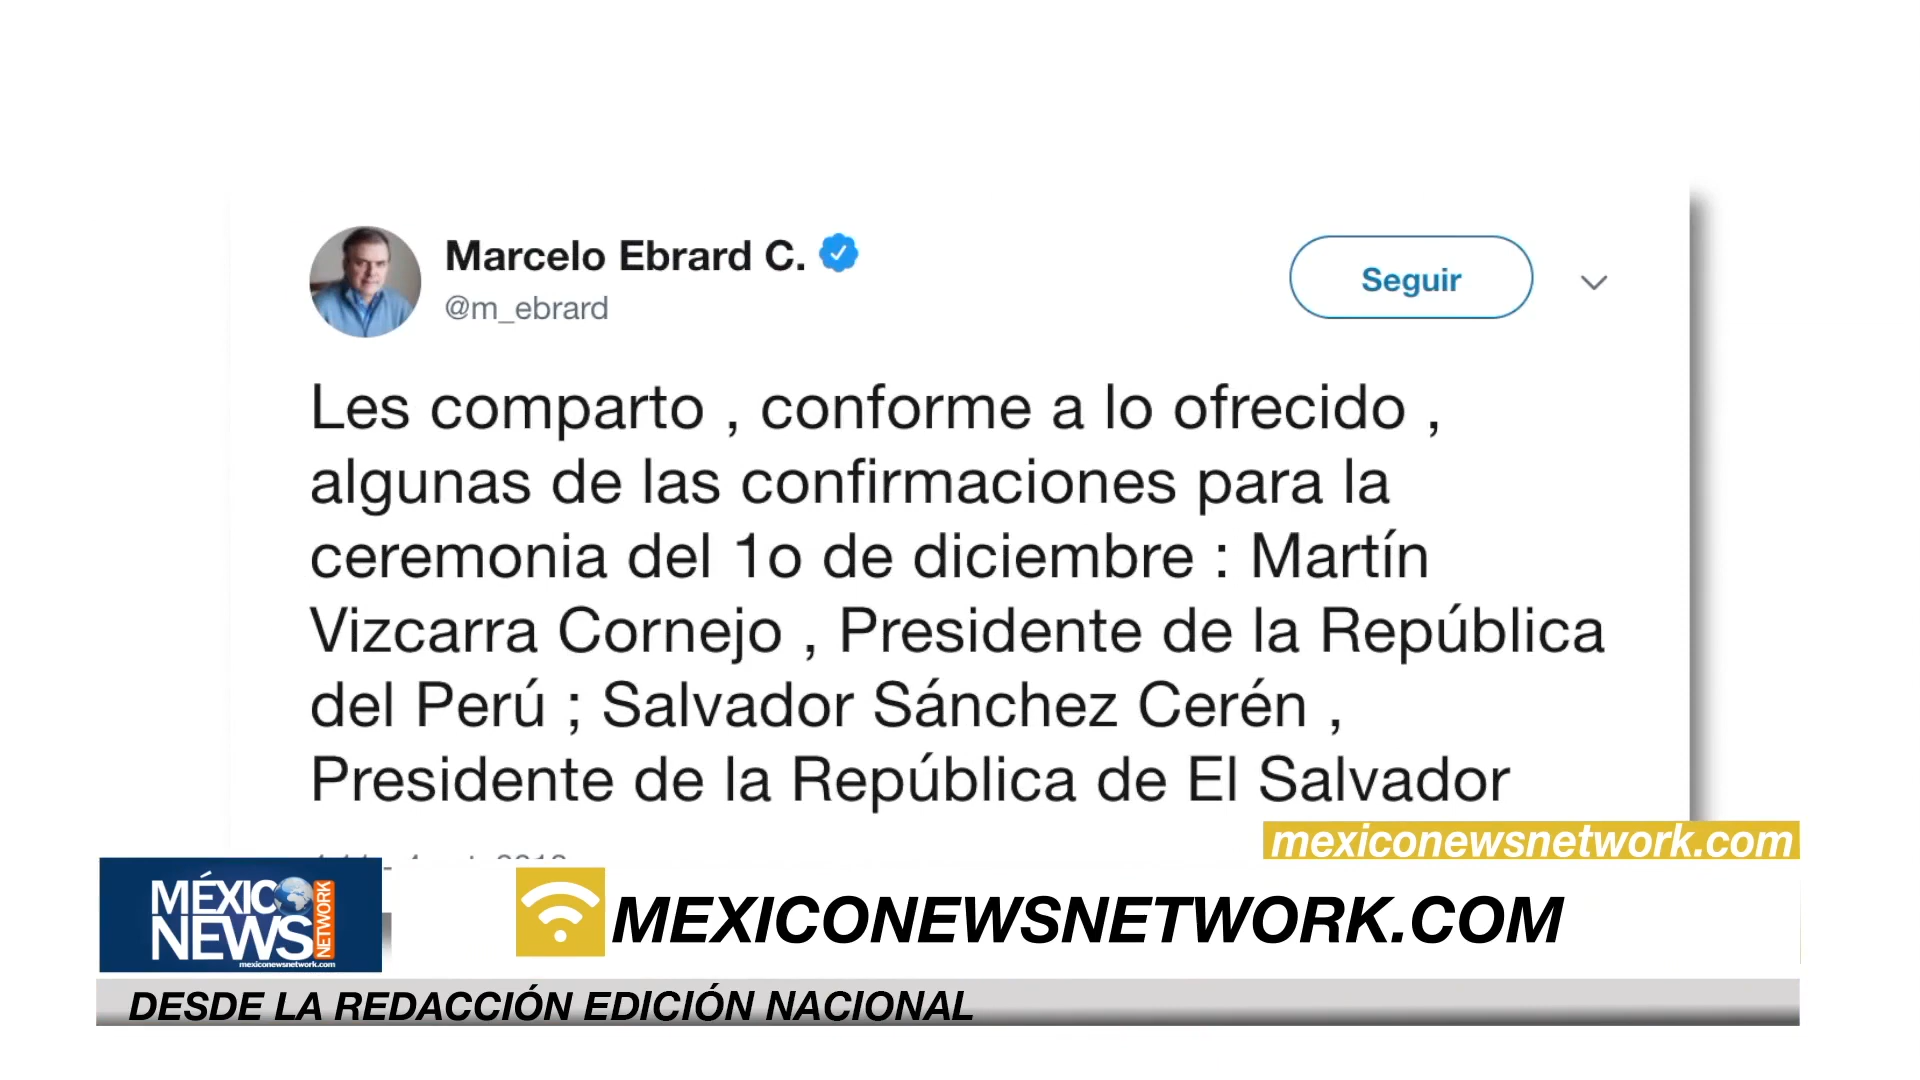 Marcelo Ebrard C.
@m_ebrard
Seguir
Les comparto , conforme a lo ofrecido ,
algunas de las confirmaciones para la
ceremonia del 1o de diciembre : Martín
Vizcarra Cornejo , Presidente de la República
del Perú ; Salvador Sánchez Cerén ,
Presidente de la República de El Salvador
mexiconewsnetwork.com
MÉXICO
NEWS
NETWORK
mexiconewsnetwork.com
MEXICONEWSNETWORK.COM
DESDE LA REDACCIÓN EDICIÓN NACIONAL